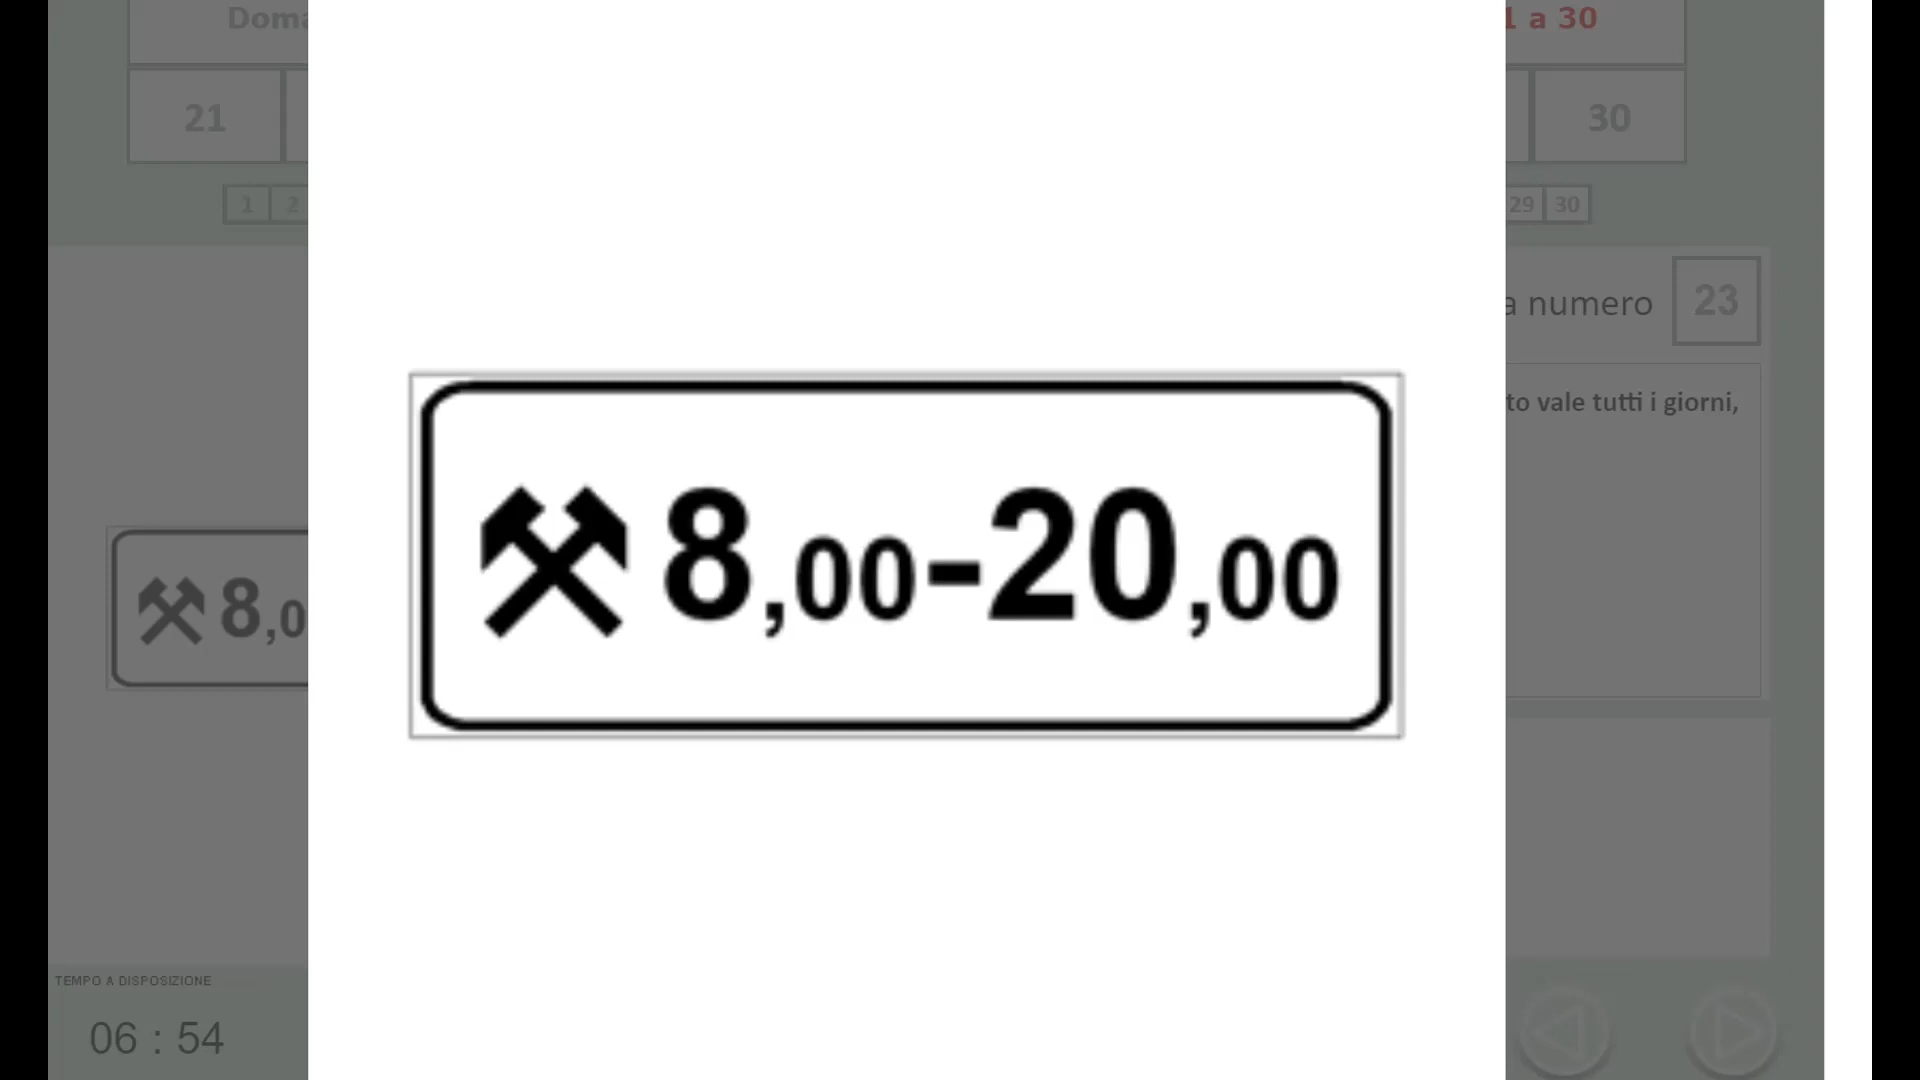 Doma
1 a 30
21
30
1 2
29 30
a numero 23
to vale tutti i giorni,
8,0
8,00-20,00
TEMPO A DISPOSIZIONE
06 : 54